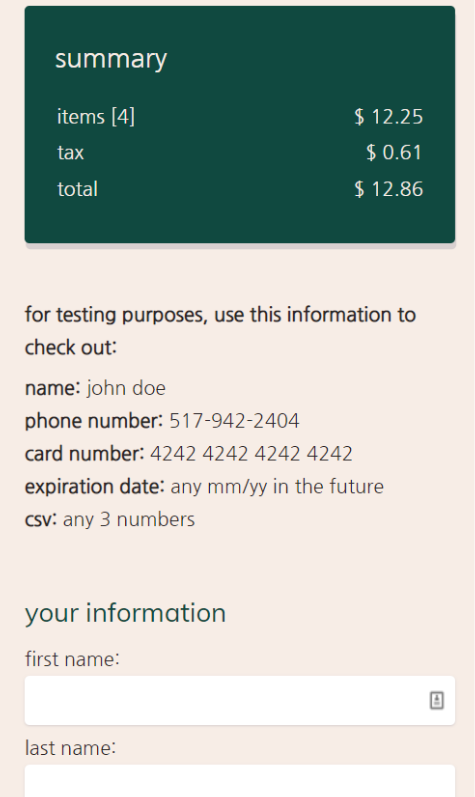 summary
items [4] $ 12.25
tax $ 0.61
total $ 12.86
for testing purposes, use this information to
check out:
name: john doe
phone number: 517-942-2404
card number: 4242 4242 4242 4242
expiration date: any mm/yy in the future
csv: any 3 numbers
your information
first name:
last name: